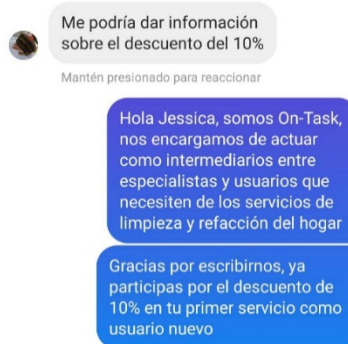 Me podría dar información
sobre el descuento del 10%
Mantén presionado para reaccionar
Hola Jessica, somos On-Task,
nos encargamos de actuar
como intermediarios entre
especialistas y usuarios que
necesiten de los servicios de
limpieza y refacción del hogar
Gracias por escribirnos, ya
participas por el descuento de
10% en tu primer servicio como
usuario nuevo